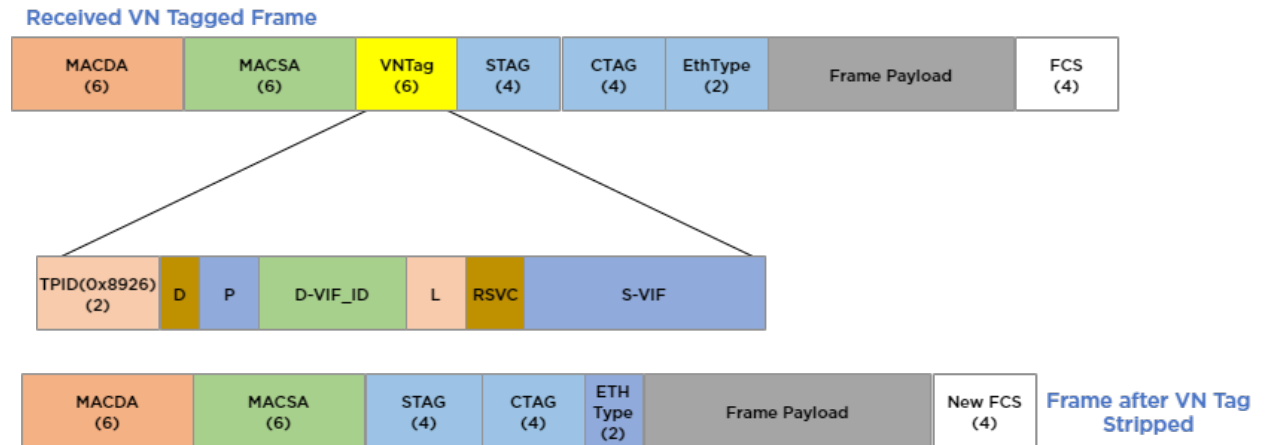 Received VN Tagged Frame
MACDA
(6)
MACSA
(6)
VNTag
(6)
STAG
(4)
CTAG
(4)
EthType
(2)
Frame Payload
FCS
(4)
TPID(0x8926)
(2)
D
P
D-VIF_ID
L
RSVC
S-VIF
MACDA
(6)
MACSA
(6)
STAG
(4)
CTAG
(4)
ETH
Type
(2)
Frame Payload
New FCS
(4)
Frame after VN Tag
Stripped